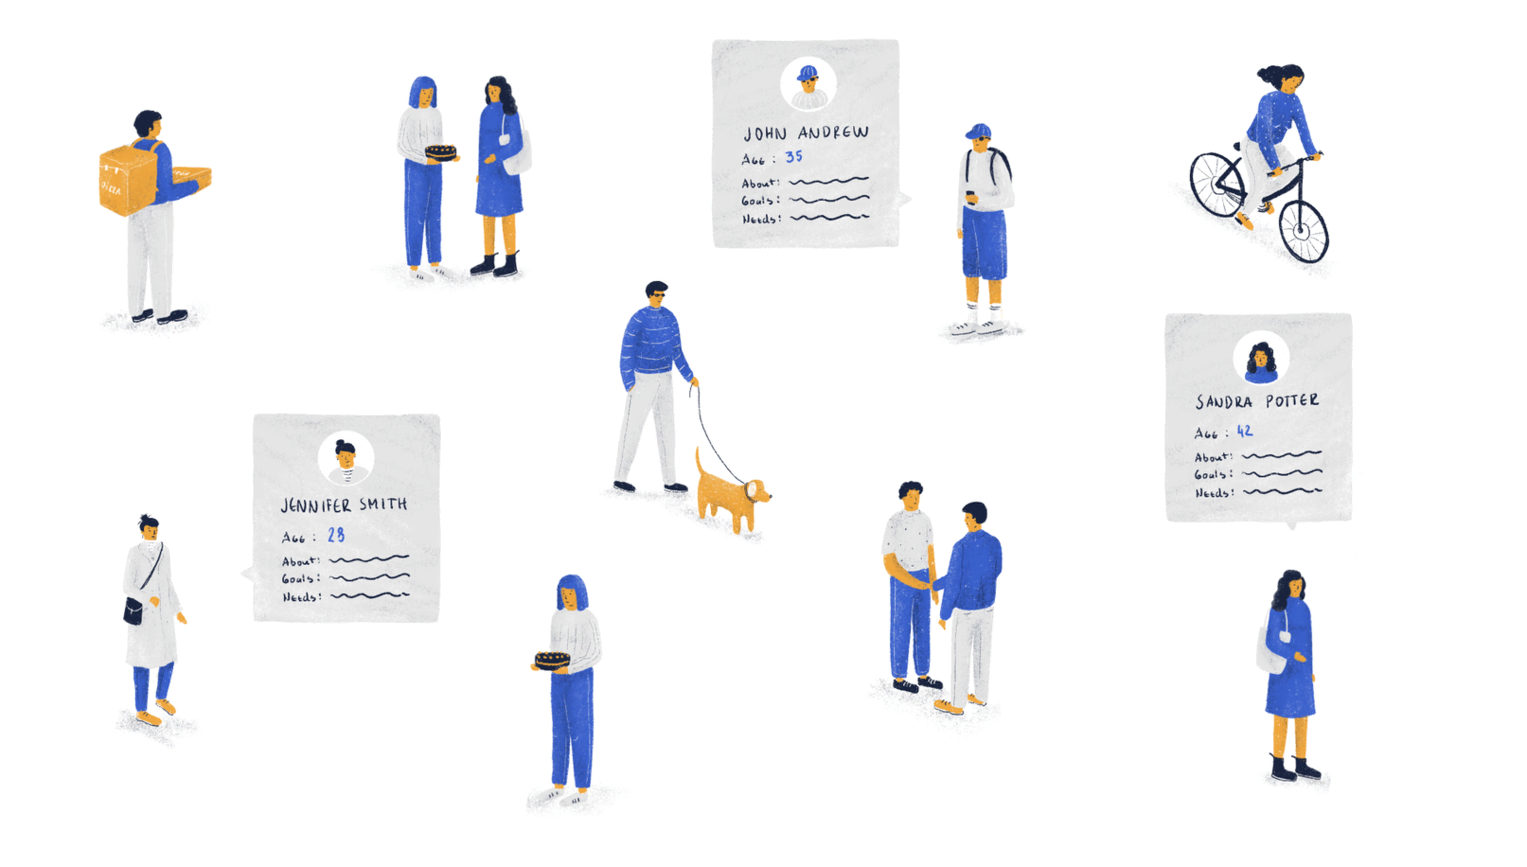 JOHN ANDREW
Age : 35
About:
Goals:
Needs:
PIZZA
SANDRA POTTER
Age : 42
About:
Goals:
Needs:
JENNIFER SMITH
Age : 28
About:
Goals:
Needs: